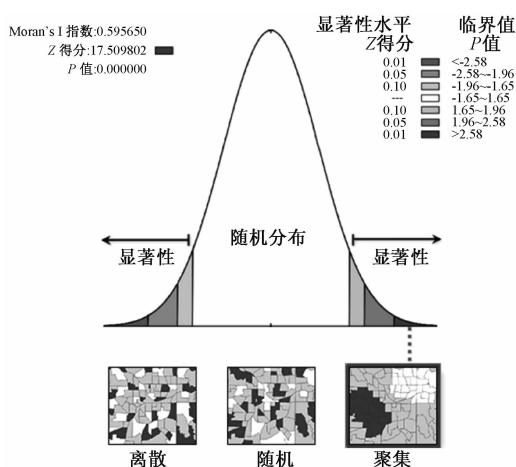 Moran's I 指数:0.595650
Z 得分:17.509802
P 值:0.000000
显著性水平 临界值
Z得分 P值
0.01 <-2.58
0.05 -2.58~-1.96
0.10 -1.96~-1.65
--- -1.65~1.65
0.10 1.65~1.96
0.05 1.96~2.58
0.01 >2.58
随机分布
显著性 显著性
离散 随机 聚集